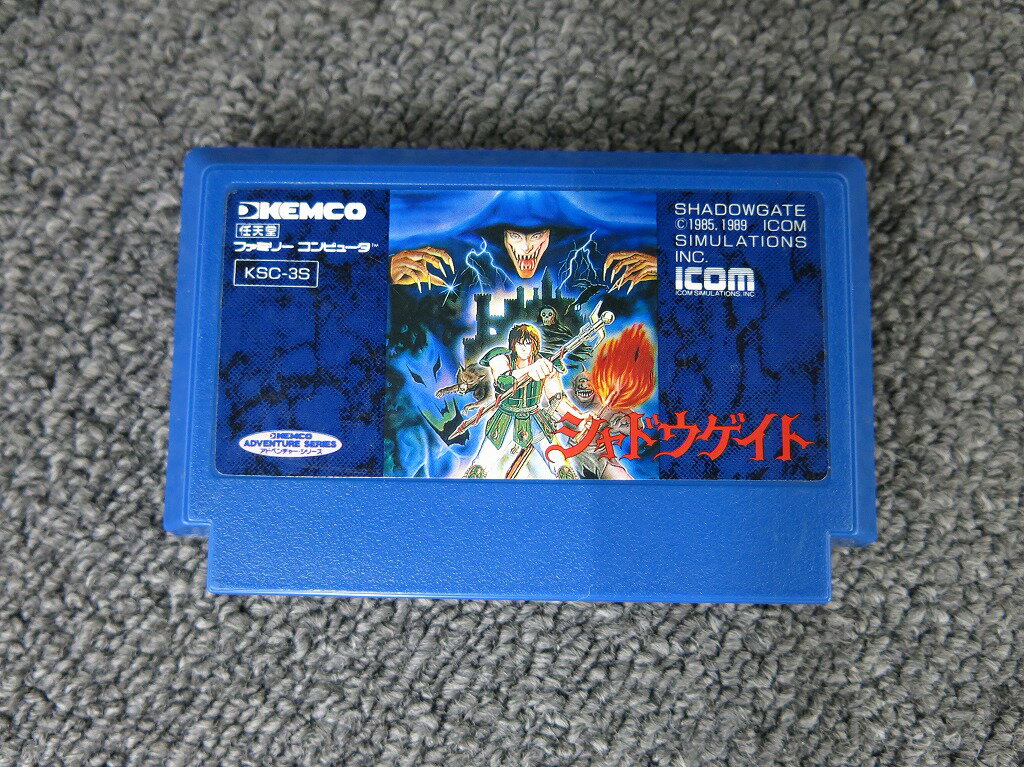 KEMCO
任天堂
ファミリー コンピュータ™
KSC-3S
SHADOWGATE
©1985.1989 ICOM
SIMULATIONS
INC.
ICOM
ICOM SIMULATIONS, INC
シャドウゲイト
KEMCO
ADVENTURE SERIES
アドベンチャー・シリーズ